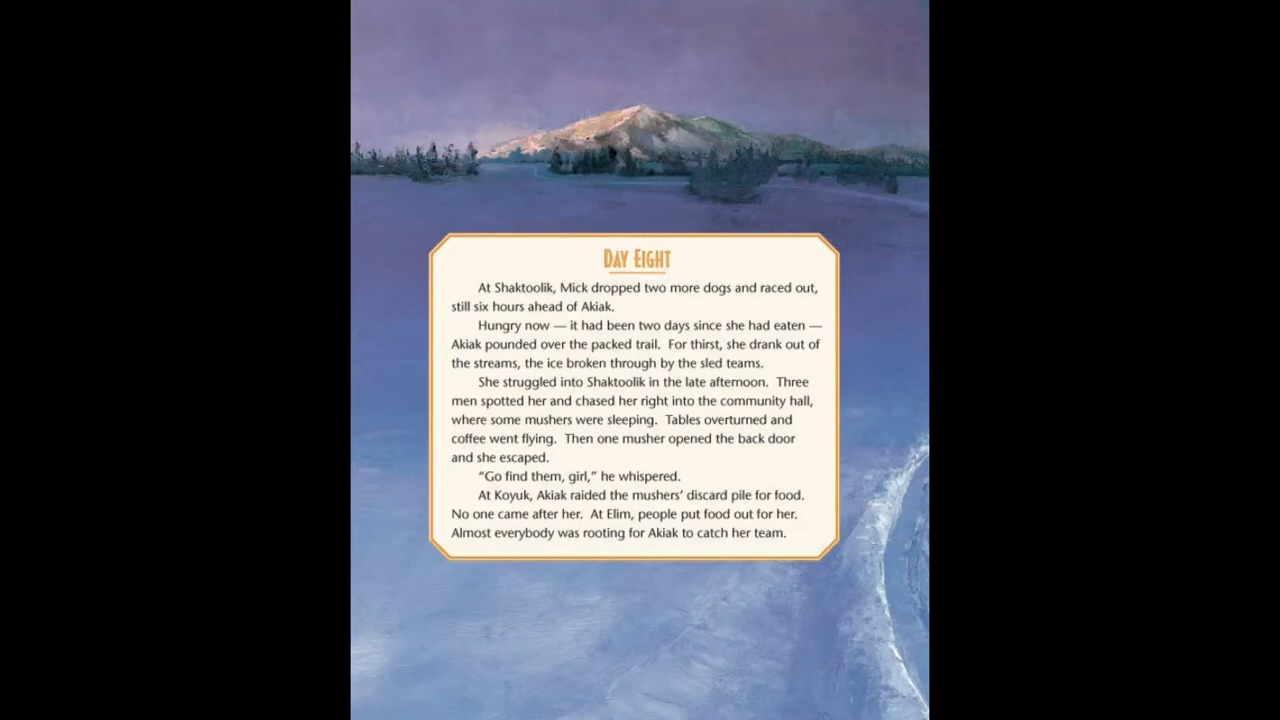 DAY EIGHT
At Shaktoolik, Mick dropped two more dogs and raced out,
still six hours ahead of Akiak.
Hungry now — it had been two days since she had eaten —
Akiak pounded over the packed trail.  For thirst, she drank out of
the streams, the ice broken through by the sled teams.
She struggled into Shaktoolik in the late afternoon.  Three
men spotted her and chased her right into the community hall,
where some mushers were sleeping.  Tables overturned and
coffee went flying.  Then one musher opened the back door
and she escaped.
“Go find them, girl,” he whispered.
At Koyuk, Akiak raided the mushers’ discard pile for food.
No one came after her.  At Elim, people put food out for her.
Almost everybody was rooting for Akiak to catch her team.